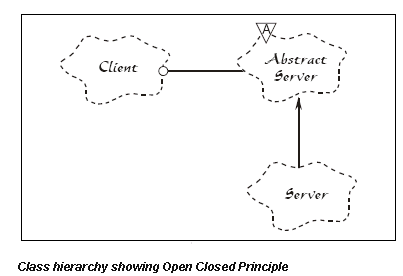 A
Client
Abstract
Server
Server
Class hierarchy showing Open Closed Principle